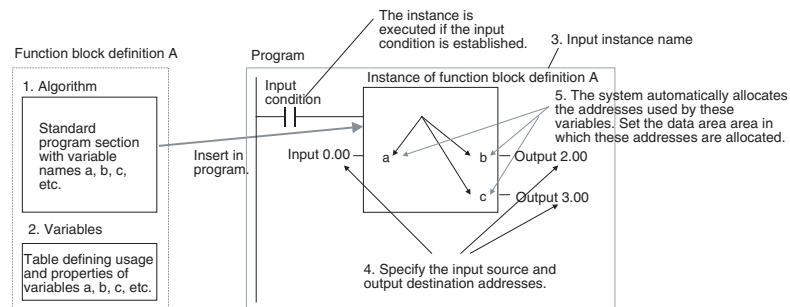 The instance is
executed if the input
condition is established.
3. Input instance name
Function block definition A
Program
1. Algorithm
Input
condition
Instance of function block definition A
5. The system automatically allocates
the addresses used by these
variables. Set the data area area in
which these addresses are allocated.
Standard
program section
with variable
names a, b, c,
etc.
Insert in
program.
Input 0.00
a
b
Output 2.00
c
Output 3.00
2. Variables
Table defining usage
and properties of
variables a, b, c, etc.
4. Specify the input source and
output destination addresses.